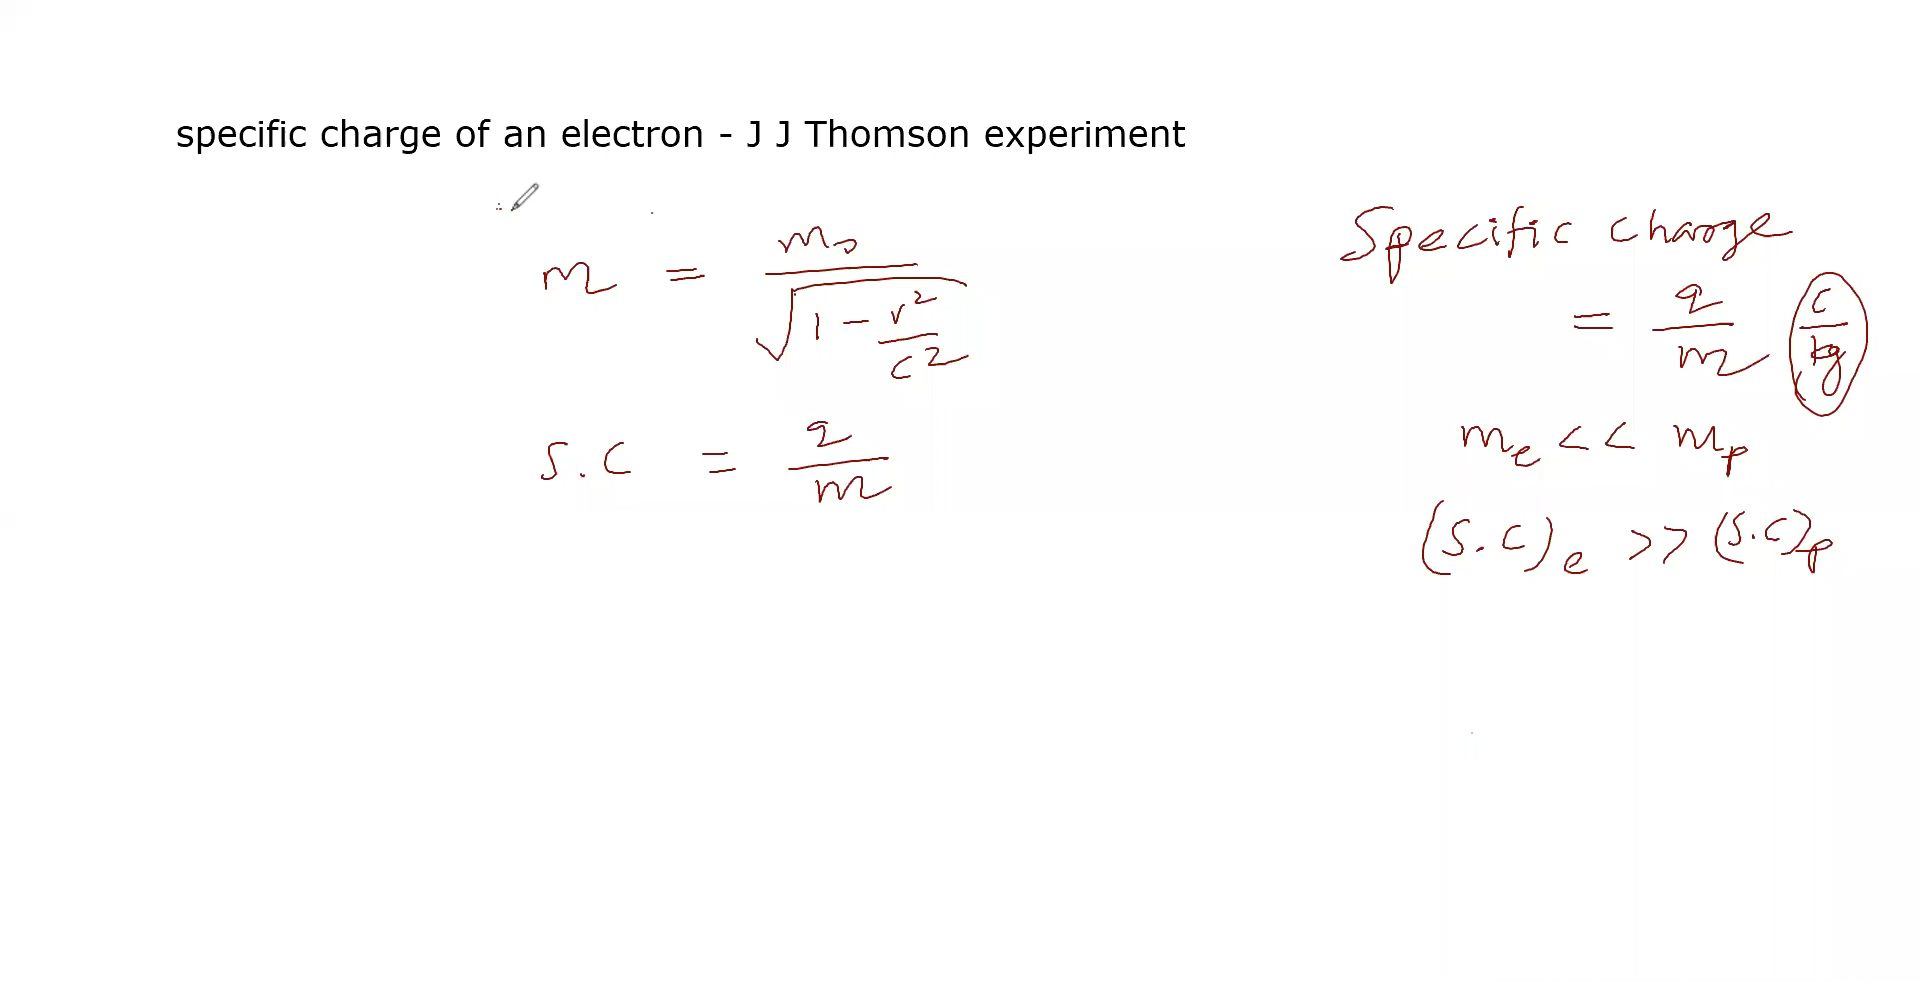 specific charge of an electron - J J Thomson experiment
m = m₀ / √(1 - v²/c²)
S.C = q/m
Specific charge
= q/m (C/kg)
mₑ << mₚ
(S.C)ₑ >> (S.C)ₚ